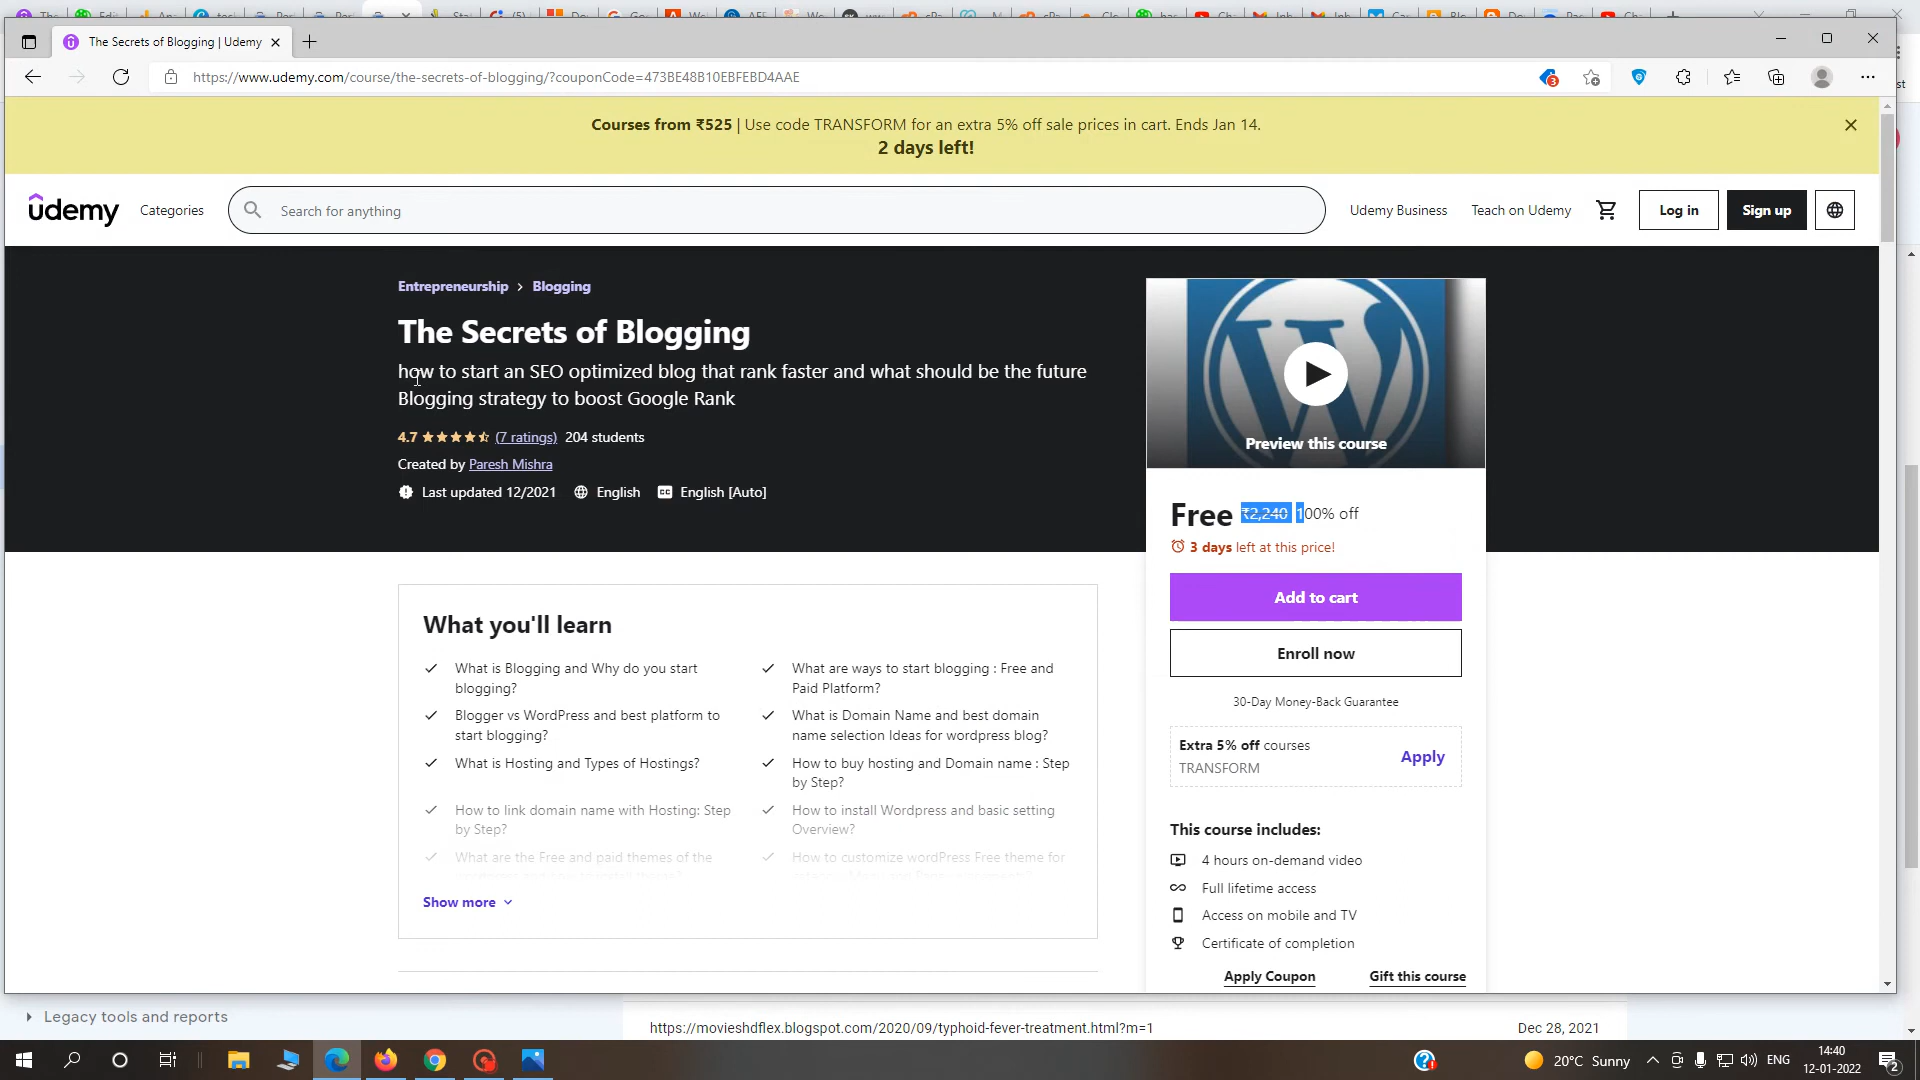 The Secrets of Blogging | Udemy
https://www.udemy.com/course/the-secrets-of-blogging/?couponCode=473BE48B10EBFEBD4AAE
3
Courses from ₹525 | Use code TRANSFORM for an extra 5% off sale prices in cart. Ends Jan 14.
2 days left!
udemy
Categories
Search for anything
Udemy Business
Teach on Udemy
Log in
Sign up
Entrepreneurship > Blogging
The Secrets of Blogging
how to start an SEO optimized blog that rank faster and what should be the future
Blogging strategy to boost Google Rank
4.7 (7 ratings) 204 students
Created by Paresh Mishra
Last updated 12/2021 English CC English [Auto]
Preview this course
Free ₹2,240 100% off
3 days left at this price!
Add to cart
Enroll now
30-Day Money-Back Guarantee
Extra 5% off courses
TRANSFORM
Apply
This course includes:
4 hours on-demand video
Full lifetime access
Access on mobile and TV
Certificate of completion
Apply Coupon Gift this course
What you'll learn
What is Blogging and Why do you start
blogging?
What are ways to start blogging : Free and
Paid Platform?
Blogger vs WordPress and best platform to
start blogging?
What is Domain Name and best domain
name selection Ideas for wordpress blog?
What is Hosting and Types of Hostings?
How to buy hosting and Domain name : Step
by Step?
How to link domain name with Hosting: Step
by Step?
How to install Wordpress and basic setting
Overview?
What are the Free and paid themes of the
How to customize wordPress Free theme for
Show more
Legacy tools and reports
https://movieshdflex.blogspot.com/2020/09/typhoid-fever-treatment.html?m=1
Dec 28, 2021
20°C Sunny
ENG
14:40
12-01-2022
2